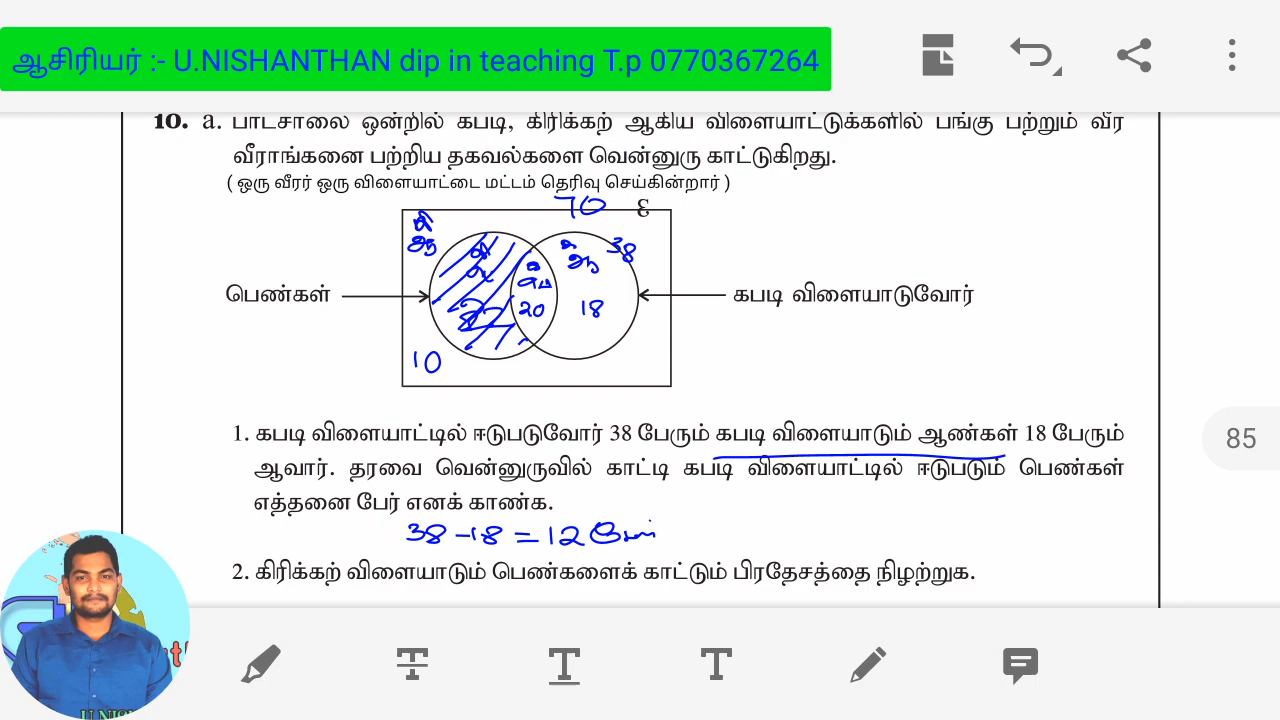 ஆசிரியர் :- U.NISHANTHAN dip in teaching T.p 0770367264
10. a. பாடசாலை ஒன்றில் கபடி, கிரிக்கற் ஆகிய விளையாட்டுக்களில் பங்கு பற்றும் வீர
வீராங்கனை பற்றிய தகவல்களை வென்னுரு காட்டுகிறது.
( ஒரு வீரர் ஒரு விளையாட்டை மட்டம் தெரிவு செய்கின்றார் )
70 ε
கி
ஆ
க
ஆ 38
க
பெ
பெண்கள்
20 18
கபடி விளையாடுவோர்
10
1. கபடி விளையாட்டில் ஈடுபடுவோர் 38 பேரும் கபடி விளையாடும் ஆண்கள் 18 பேரும்
ஆவார். தரவை வென்னுருவில் காட்டி கபடி விளையாட்டில் ஈடுபடும் பெண்கள்
எத்தனை பேர் எனக் காண்க.
38 - 18 = 12 பேர்
2. கிரிக்கற் விளையாடும் பெண்களைக் காட்டும் பிரதேசத்தை நிழற்றுக.
85